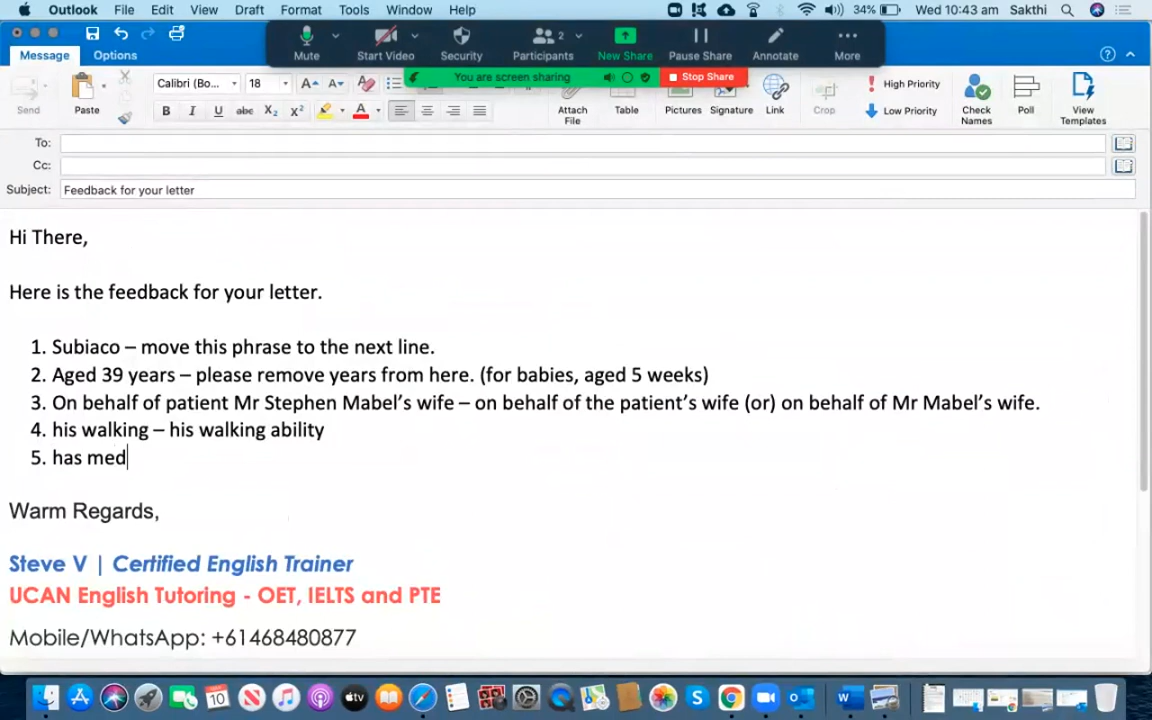 Outlook File Edit View Draft Format Tools Window Help 34% Wed 10:43 am Sakthi
Mute Start Video Security Participants 2 New Share Pause Share Annotate More
Message Options
You are screen sharing Stop Share
Send Paste Calibri (Bo... 18 Attach File Table Pictures Signature Link Crop High Priority Low Priority Check Names Poll View Templates
To:
Cc:
Subject: Feedback for your letter
Hi There,
Here is the feedback for your letter.
1. Subiaco – move this phrase to the next line.
2. Aged 39 years – please remove years from here. (for babies, aged 5 weeks)
3. On behalf of patient Mr Stephen Mabel’s wife – on behalf of the patient’s wife (or) on behalf of Mr Mabel’s wife.
4. his walking – his walking ability
5. has med
Warm Regards,
Steve V | Certified English Trainer
UCAN English Tutoring - OET, IELTS and PTE
Mobile/WhatsApp: +61468480877